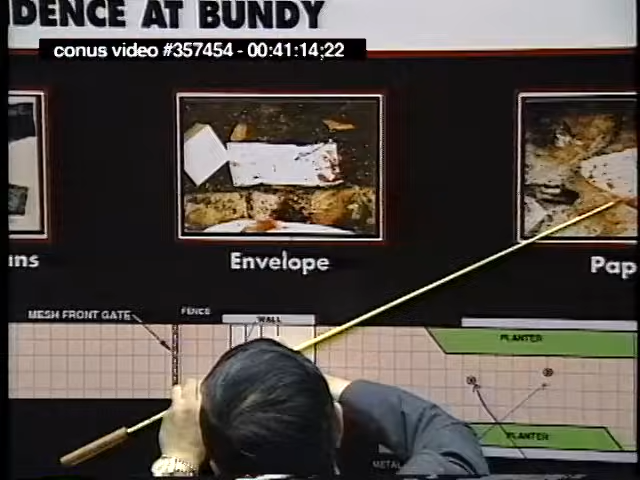 DENCE AT BUNDY
conus video #357454 - 00:41:14;22
Envelope
Pap
MESH FRONT GATE
FENCE
WALL
PLANTER
PLANTER
METAL